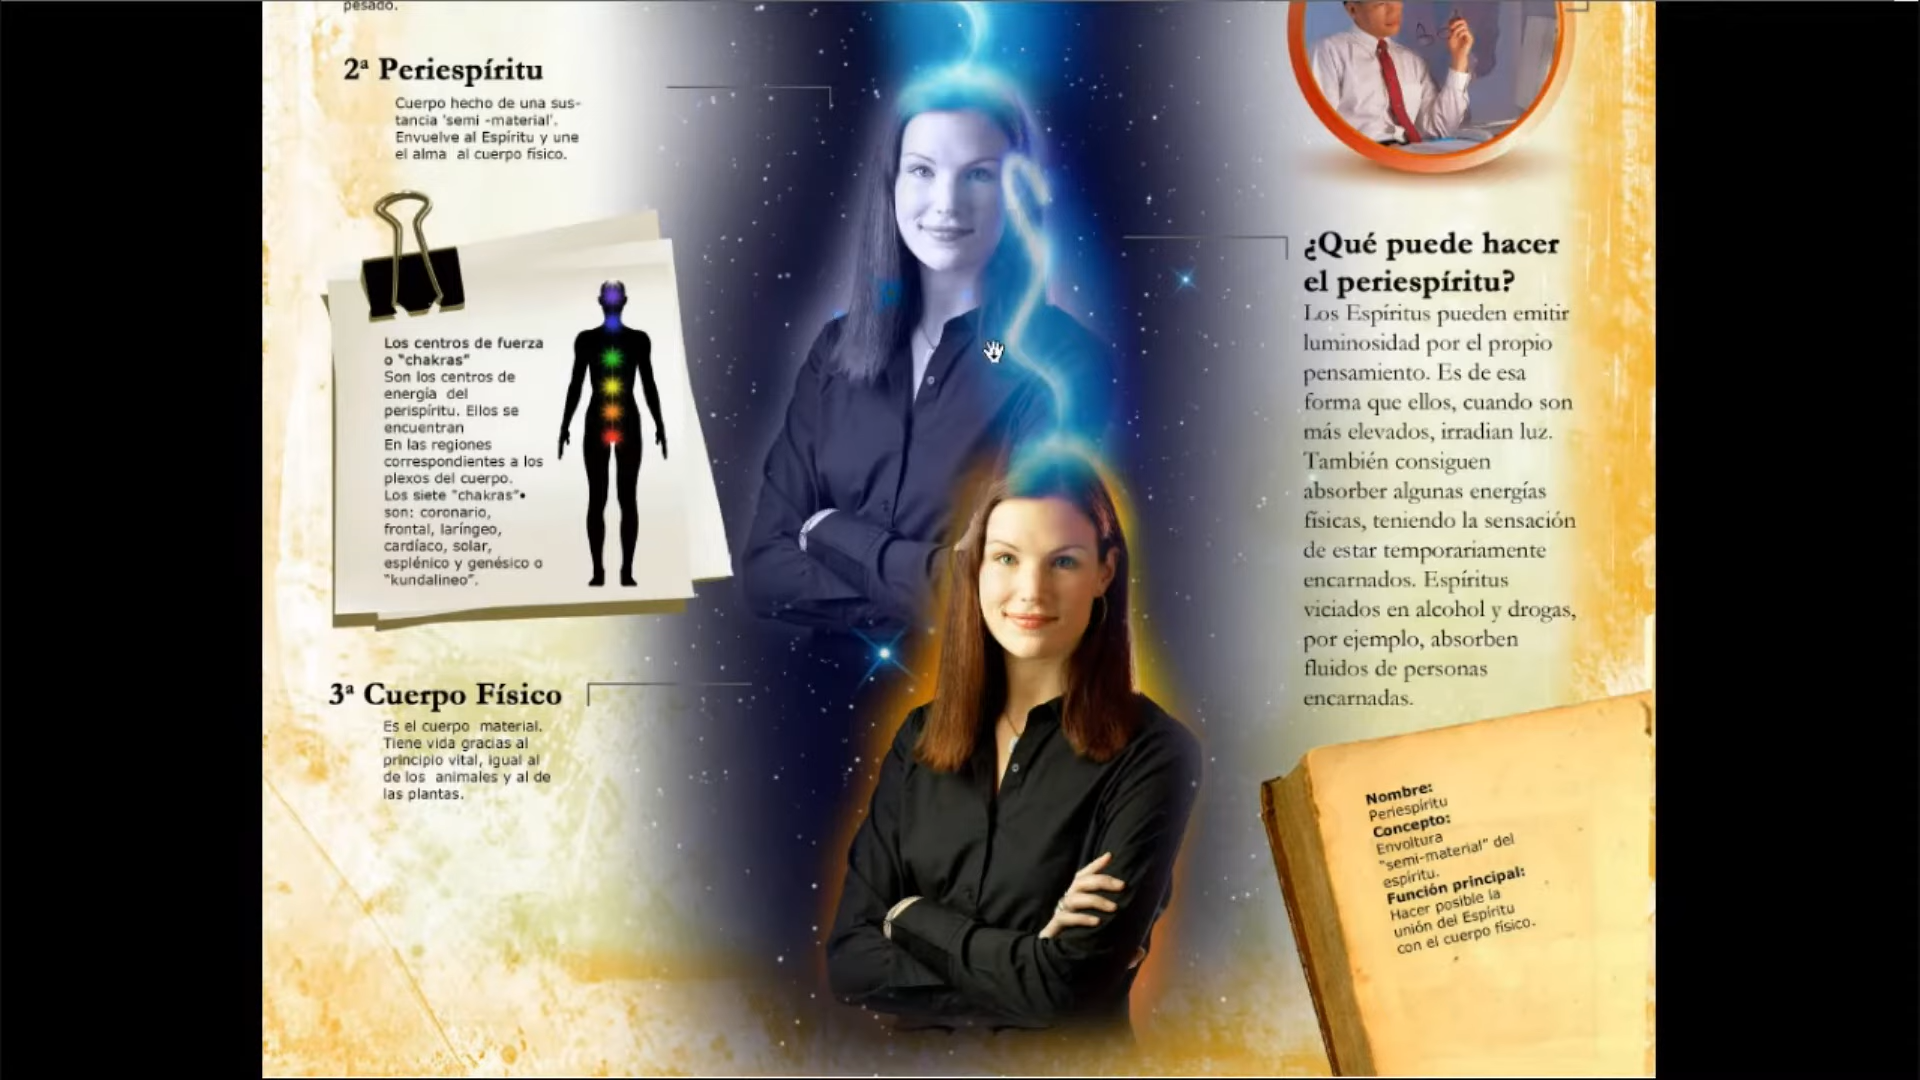 pesado.
2ª Periespíritu
Cuerpo hecho de una sus-
tancia 'semi -material'.
Envuelve al Espíritu y une
el alma al cuerpo físico.
Los centros de fuerza
o "chakras"
Son los centros de
energía del
perispíritu. Ellos se
encuentran
En las regiones
correspondientes a los
plexos del cuerpo.
Los siete "chakras"•
son: coronario,
frontal, laríngeo,
cardíaco, solar,
esplénico y genésico o
"kundalineo".
3ª Cuerpo Físico
Es el cuerpo material.
Tiene vida gracias al
principio vital, igual al
de los animales y al de
las plantas.
¿Qué puede hacer
el periespíritu?
Los Espíritus pueden emitir
luminosidad por el propio
pensamiento. Es de esa
forma que ellos, cuando son
más elevados, irradian luz.
También consiguen
absorber algunas energías
físicas, teniendo la sensación
de estar temporariamente
encarnados. Espíritus
viciados en alcohol y drogas,
por ejemplo, absorben
fluidos de personas
encarnadas.
Nombre:
Periespíritu
Concepto:
Envoltura
"semi-material" del
espíritu.
Función principal:
Hacer posible la
unión del Espíritu
con el cuerpo físico.